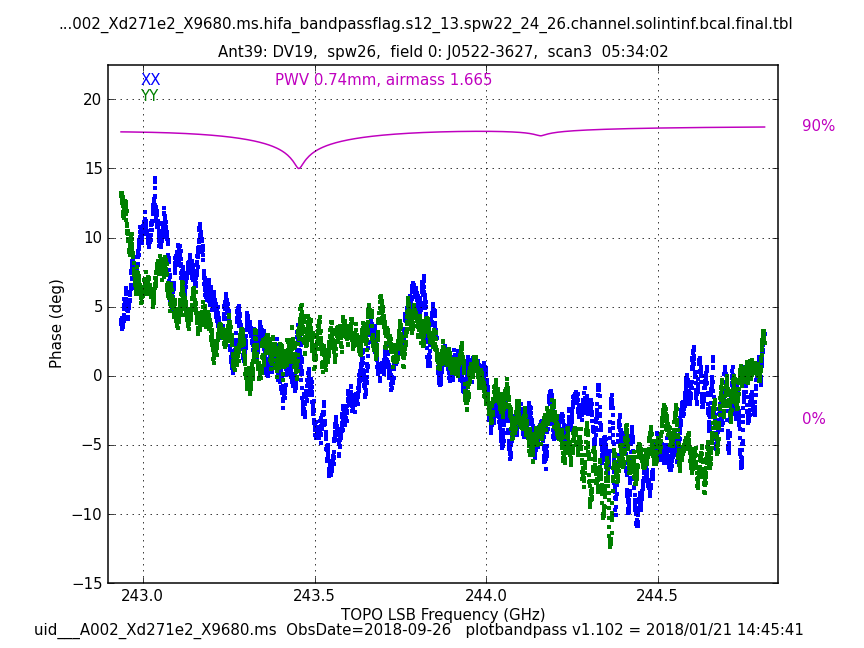 ...002_Xd271e2_X9680.ms.hifa_bandpassflag.s12_13.spw22_24_26.channel.solintinf.bcal.final.tbl
Ant39: DV19,  spw26,  field 0: J0522-3627,  scan3  05:34:02
XX
YY
PWV 0.74mm, airmass 1.665
90%
0%
20
15
10
5
0
−5
−10
−15
Phase (deg)
243.0 243.5 244.0 244.5
TOPO LSB Frequency (GHz)
uid___A002_Xd271e2_X9680.ms  ObsDate=2018-09-26   plotbandpass v1.102 = 2018/01/21 14:45:41